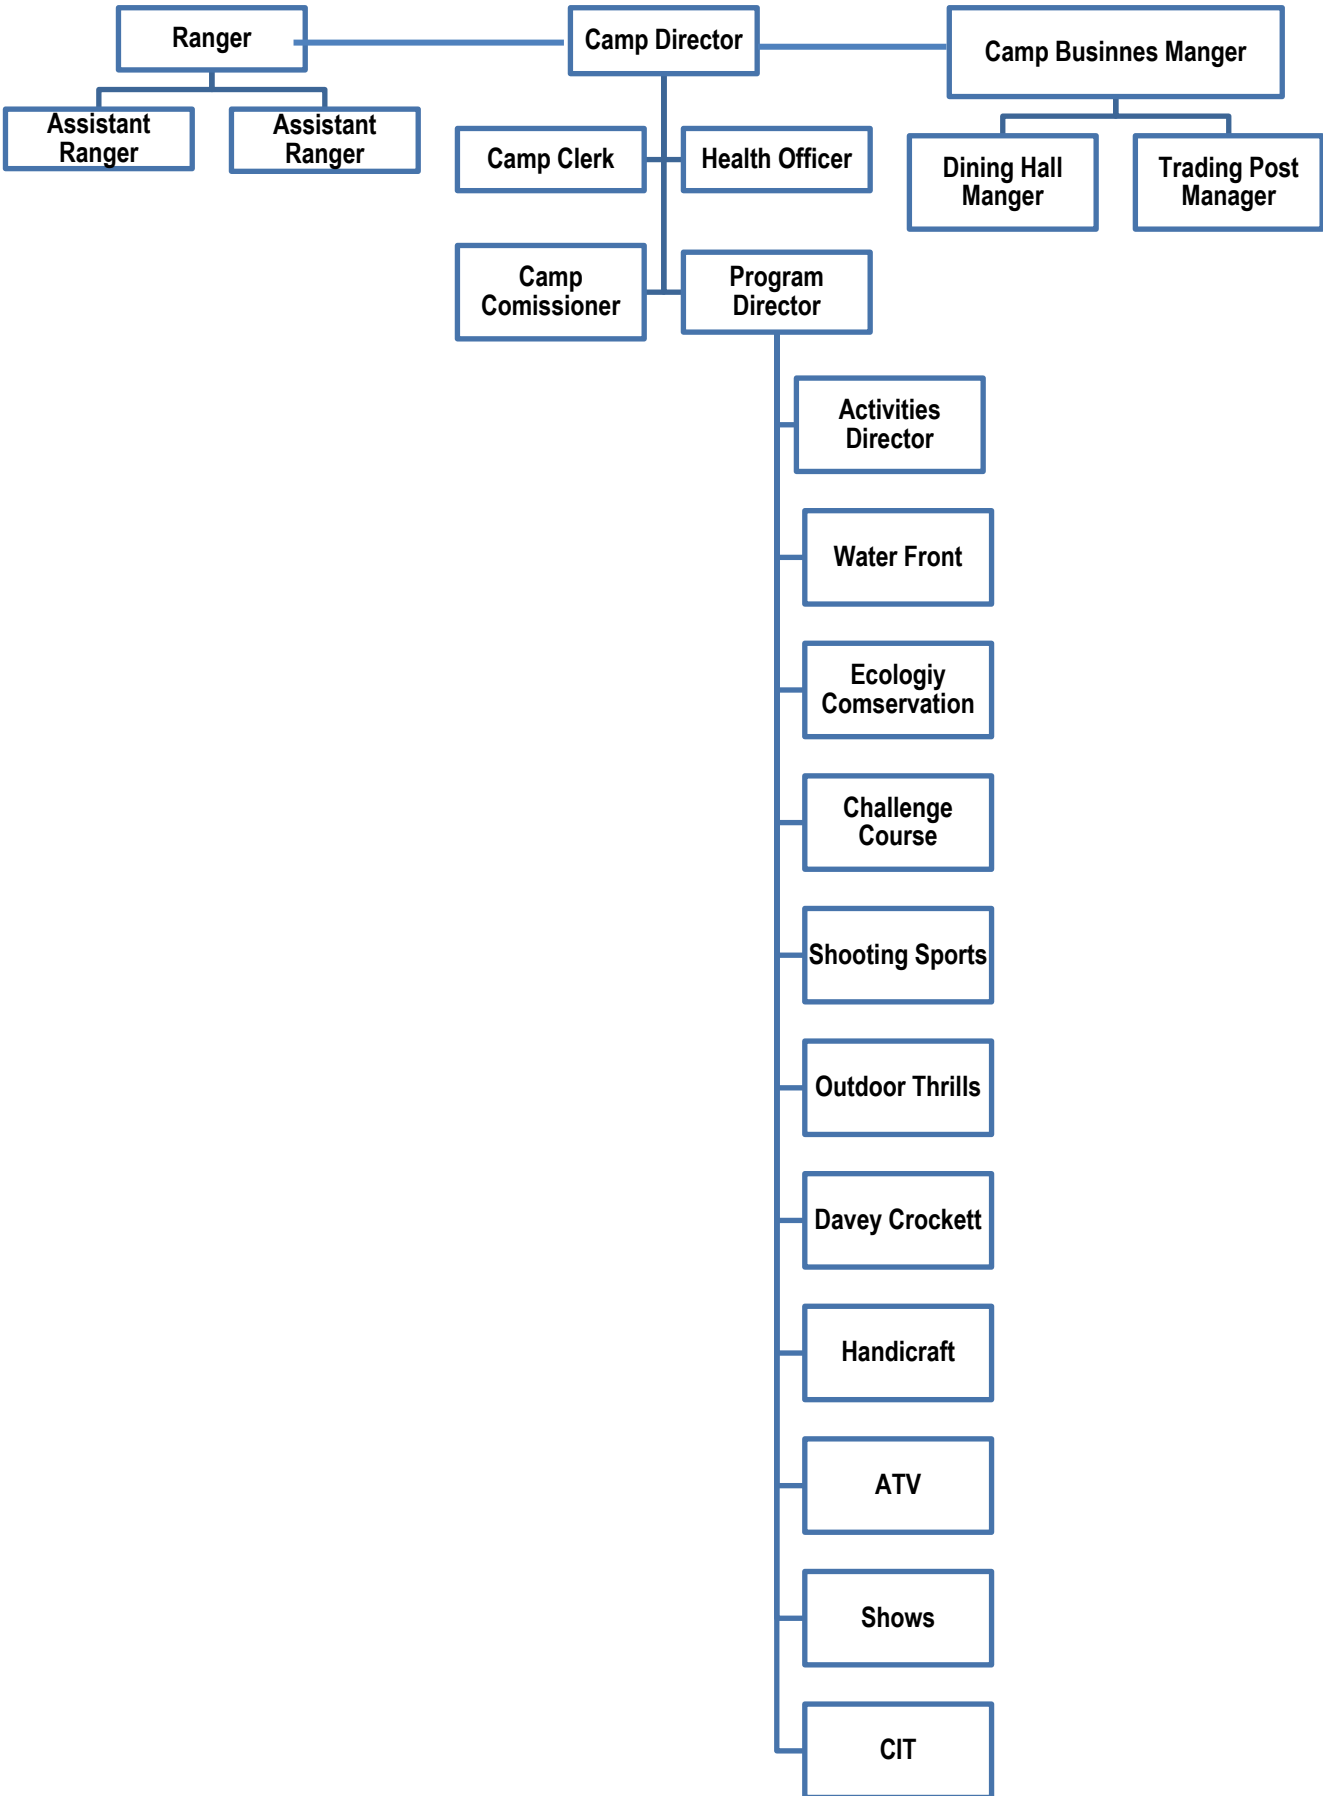 Ranger
Camp Director
Camp Businnes Manger
Assistant
Ranger
Assistant
Ranger
Camp Clerk
Health Officer
Dining Hall
Manger
Trading Post
Manager
Camp
Comissioner
Program
Director
Activities
Director
Water Front
Ecologiy
Comservation
Challenge
Course
Shooting Sports
Outdoor Thrills
Davey Crockett
Handicraft
ATV
Shows
CIT